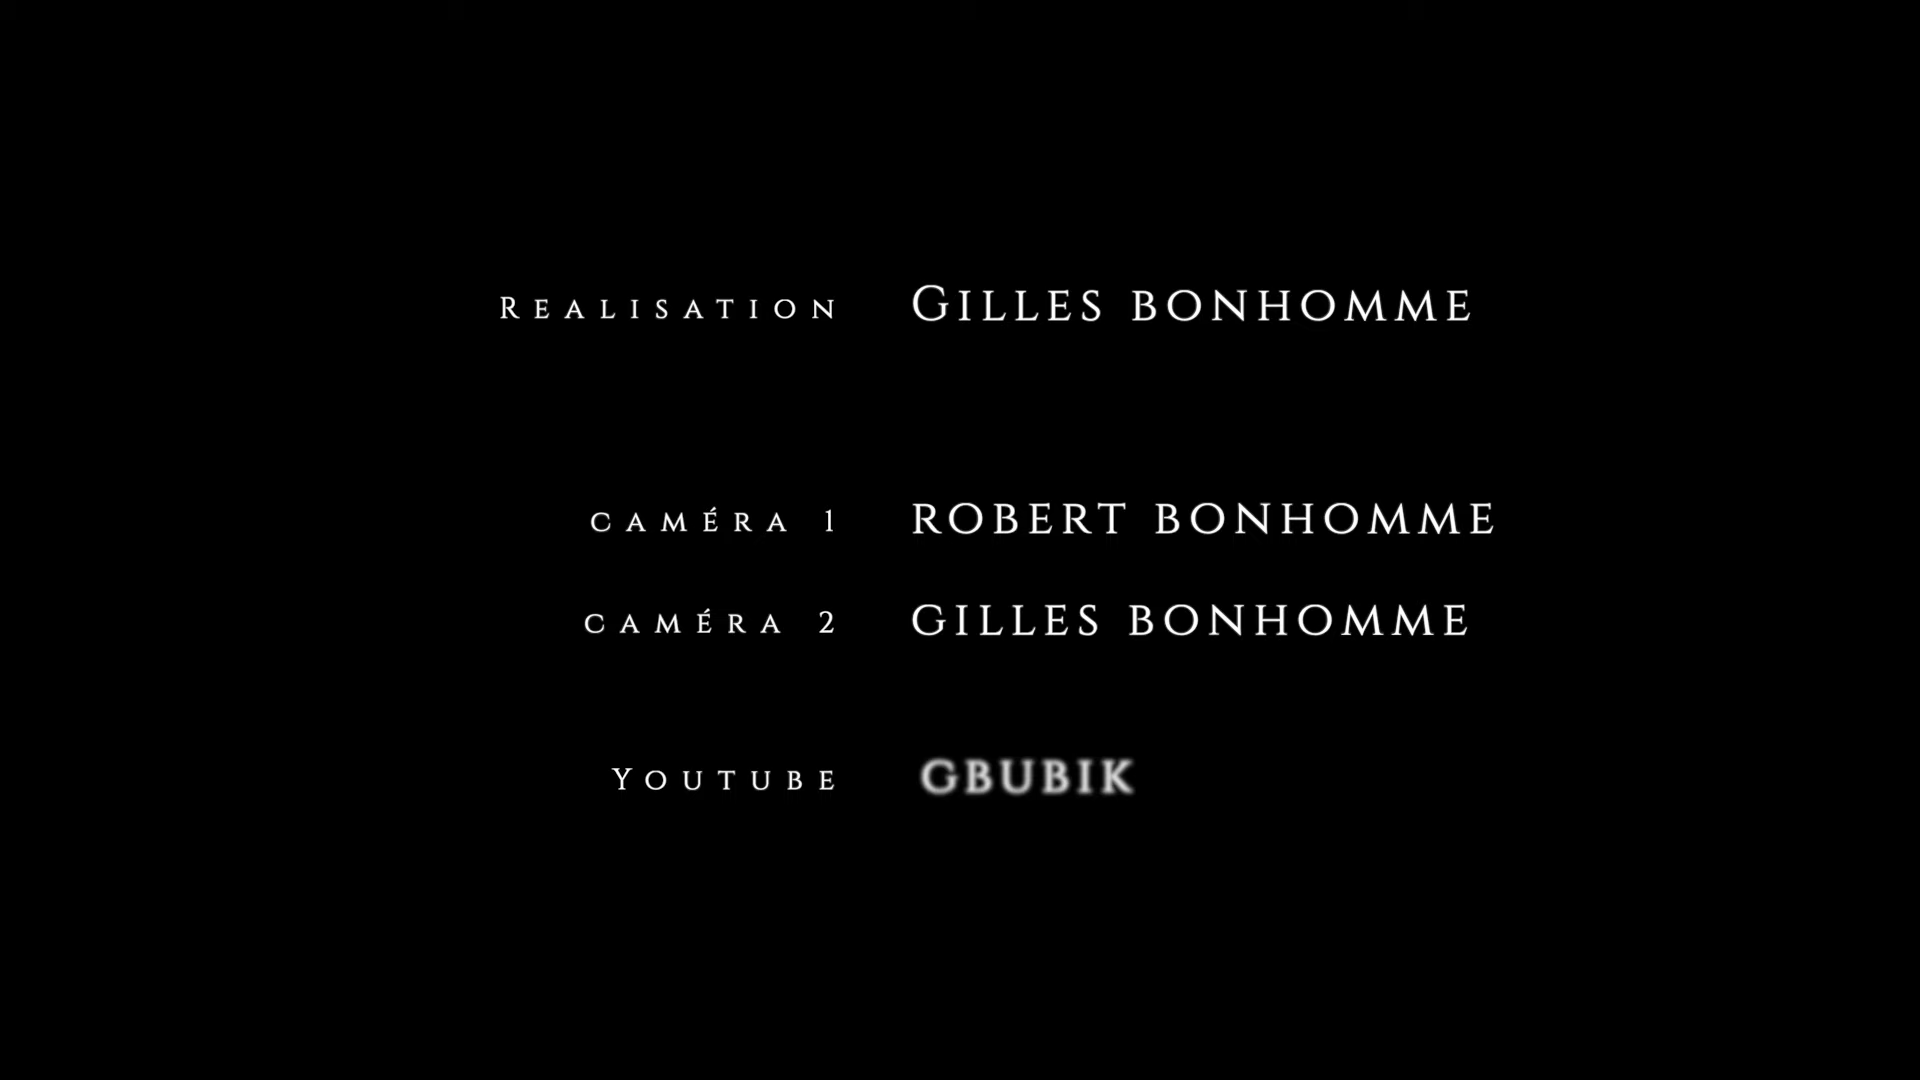 Realisation Gilles bonhomme
caméra 1 robert bonhomme
caméra 2 gilles bonhomme
Youtube gbubik